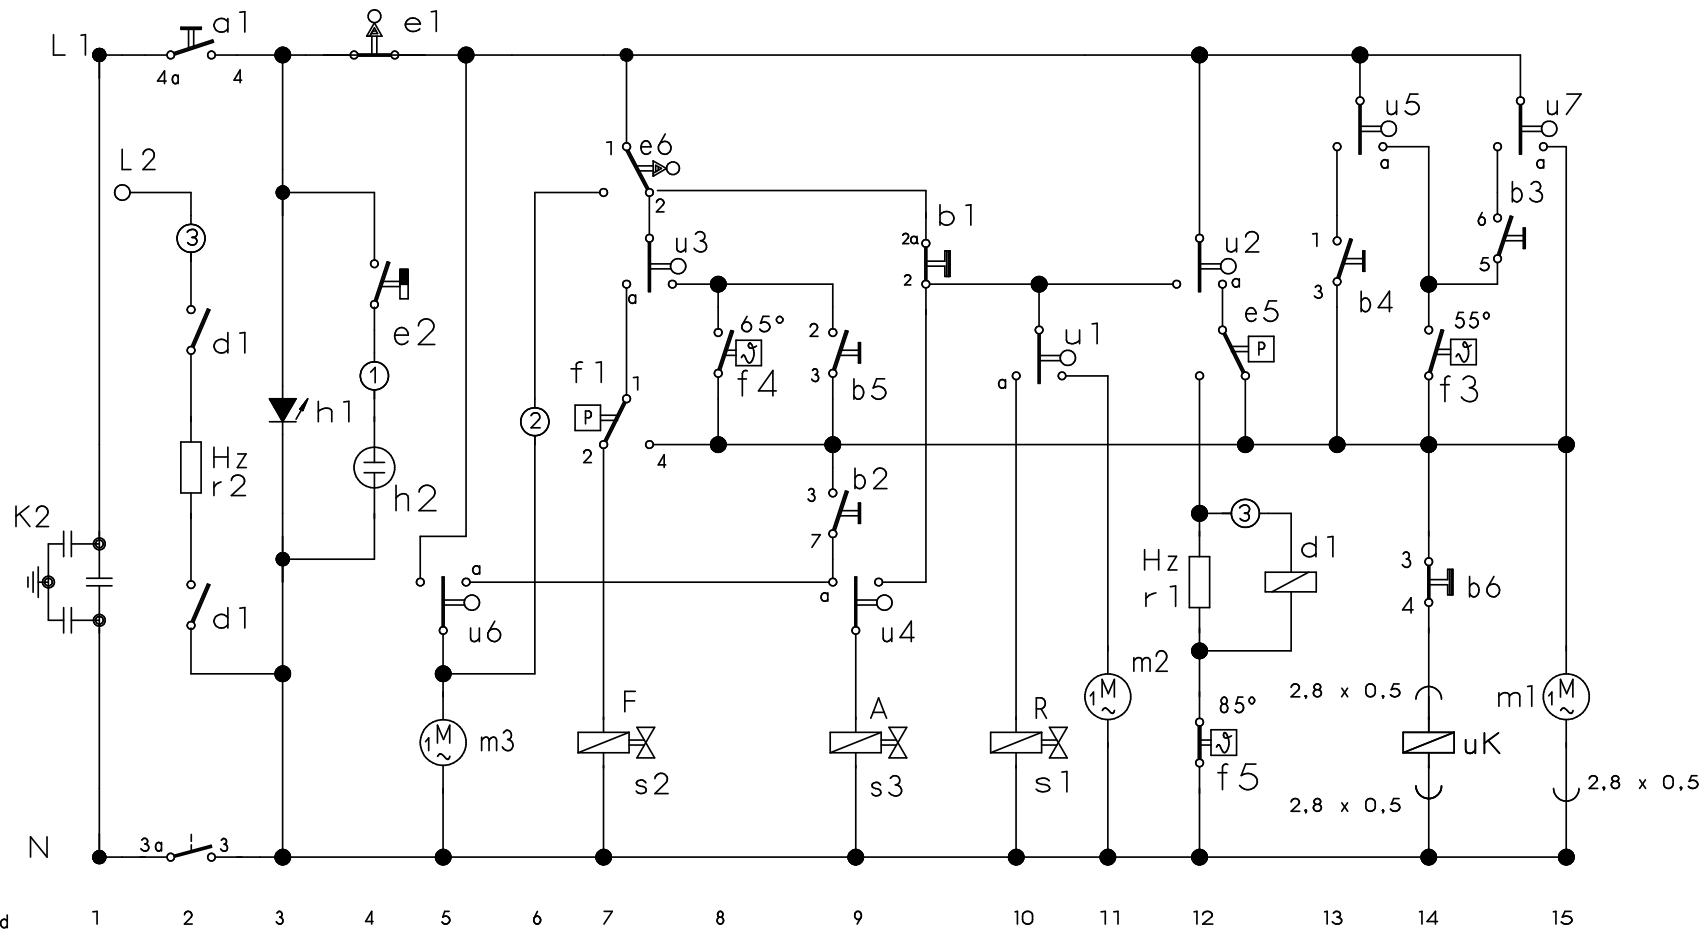 L1
a1
4a 4
e1
L2
3
d1
Hz
r2
d1
h1
e2
1
h2
K2
N
3a 3
e6
1
2
u3
a
65° ϑ
f4
2
3
b5
f1
P
1
2 4
2
b1
2a
2
u1
a
u2
a
e5
P
u5
a
u7
a
b3
6
5
1
3
b4
55° ϑ
f3
b2
3
7
a
u6
a
u4
1 M ~
m3
F
s2
A
s3
R
s1
1 M ~
m2
Hz
r1
3
d1
85° ϑ
f5
3
4
b6
2,8 x 0,5
uK
2,8 x 0,5
m1
1 M ~
2,8 x 0,5
d 1 2 3 4 5 6 7 8 9 10 11 12 13 14 15